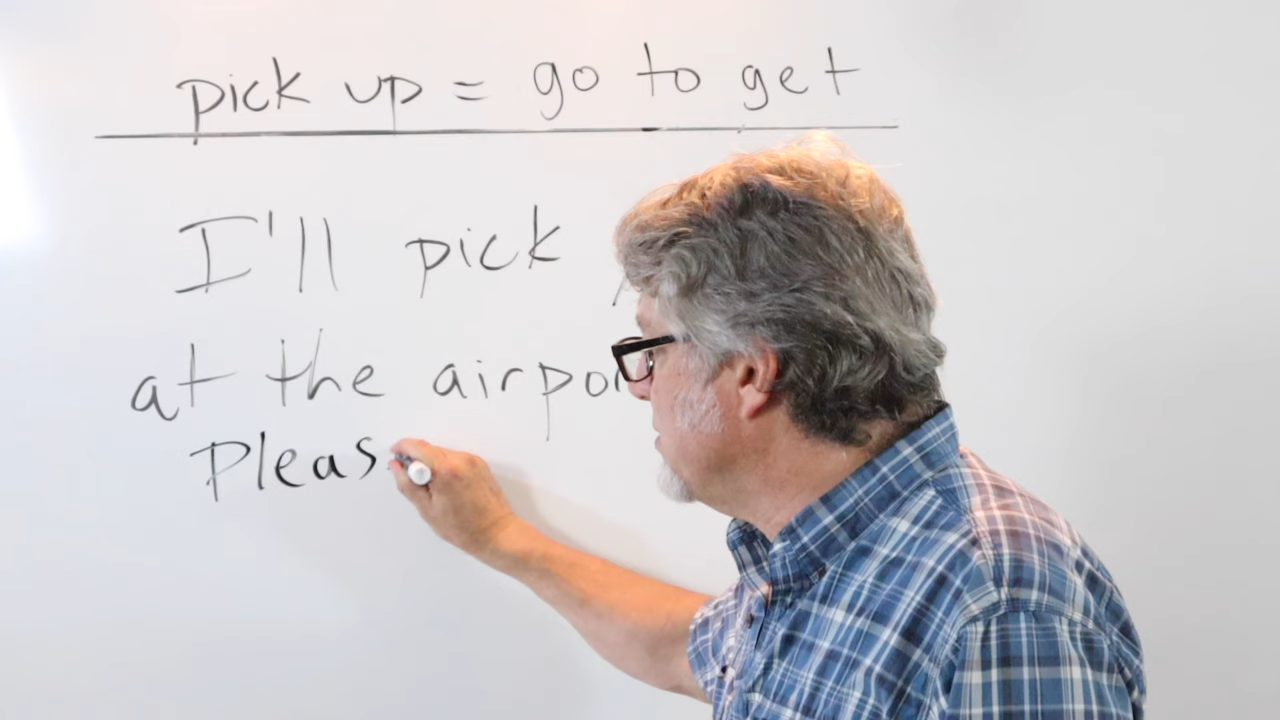 pick up = go to get
I'll pick
at the airpo
Pleas